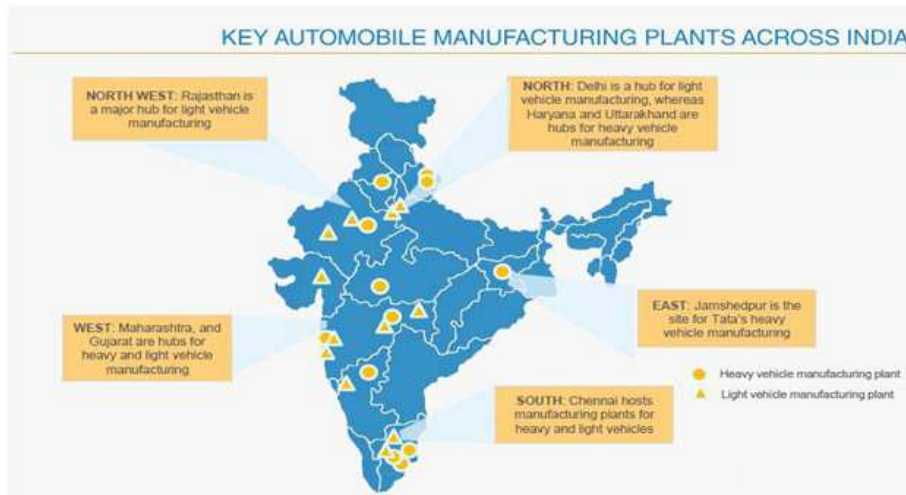 KEY AUTOMOBILE MANUFACTURING PLANTS ACROSS INDIA
NORTH WEST: Rajasthan is
a major hub for light vehicle
manufacturing
NORTH: Delhi is a hub for light
vehicle manufacturing, whereas
Haryana and Uttarakhand are
hubs for heavy vehicle
manufacturing
WEST: Maharashtra, and
Gujarat are hubs for
heavy and light vehicle
manufacturing
EAST: Jamshedpur is the
site for Tata's heavy
vehicle manufacturing
Heavy vehicle manufacturing plant
Light vehicle manufacturing plant
SOUTH: Chennai hosts
manufacturing plants for
heavy and light vehicles